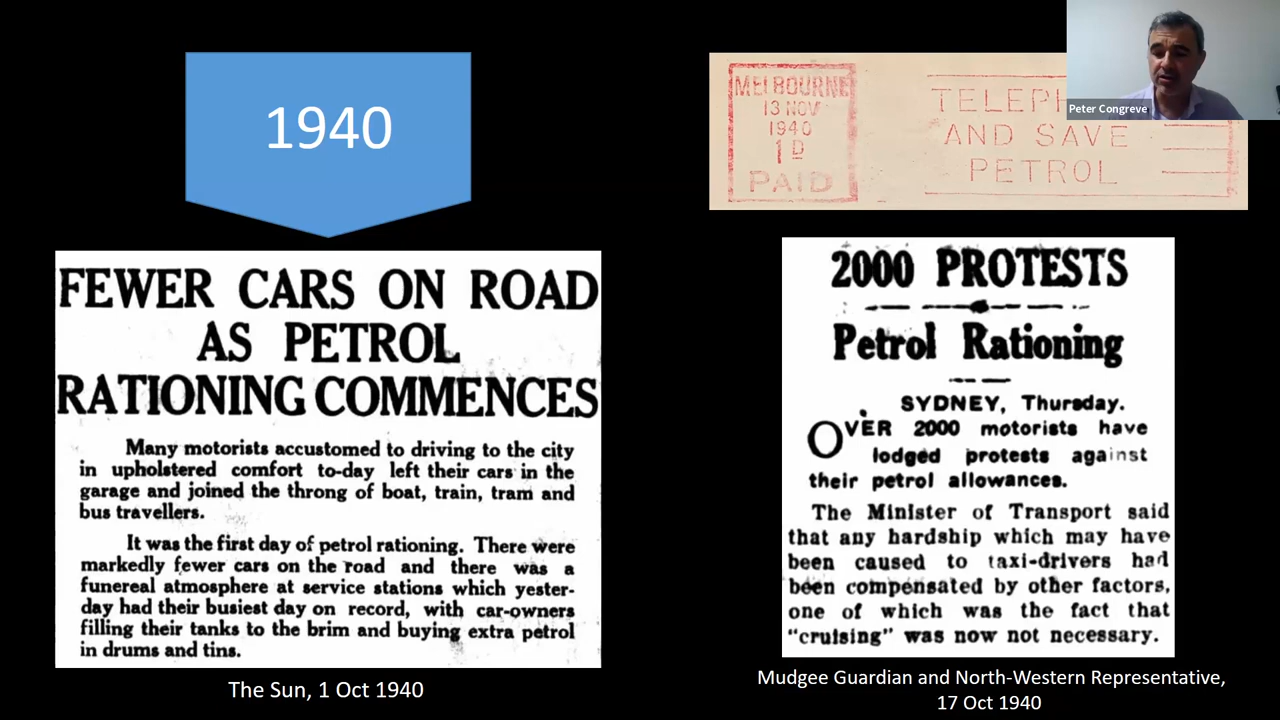 1940
MELBOURNE
13 NOV
1940
1 D
PAID
AND SAVE
PETROL
Peter Congreve
FEWER CARS ON ROAD
AS PETROL
RATIONING COMMENCES
Many motorists accustomed to driving to the city
in upholstered comfort to-day left their cars in the
garage and joined the throng of boat, train, tram and
bus travellers.
It was the first day of petrol rationing. There were
markedly fewer cars on the road and there was a
funereal atmosphere at service stations which yester-
day had their busiest day on record, with car-owners
filling their tanks to the brim and buying extra petrol
in drums and tins.
The Sun, 1 Oct 1940
2000 PROTESTS
Petrol Rationing
SYDNEY, Thursday.
OVER 2000 motorists have
lodged protests against
their petrol allowances.
The Minister of Transport said
that any hardship which may have
been caused to taxi-drivers had
been compensated by other factors,
one of which was the fact that
"cruising" was now not necessary.
Mudgee Guardian and North-Western Representative,
17 Oct 1940